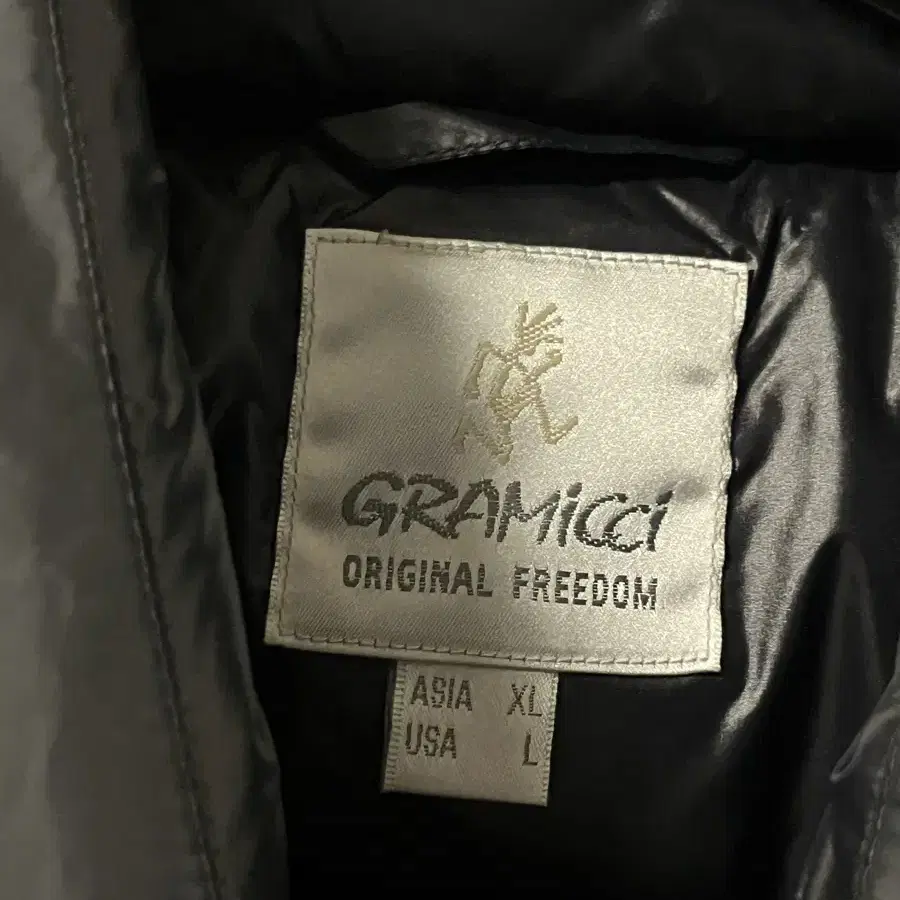 GRAMiCCi
ORIGINAL FREEDOM
ASIA XL
USA L